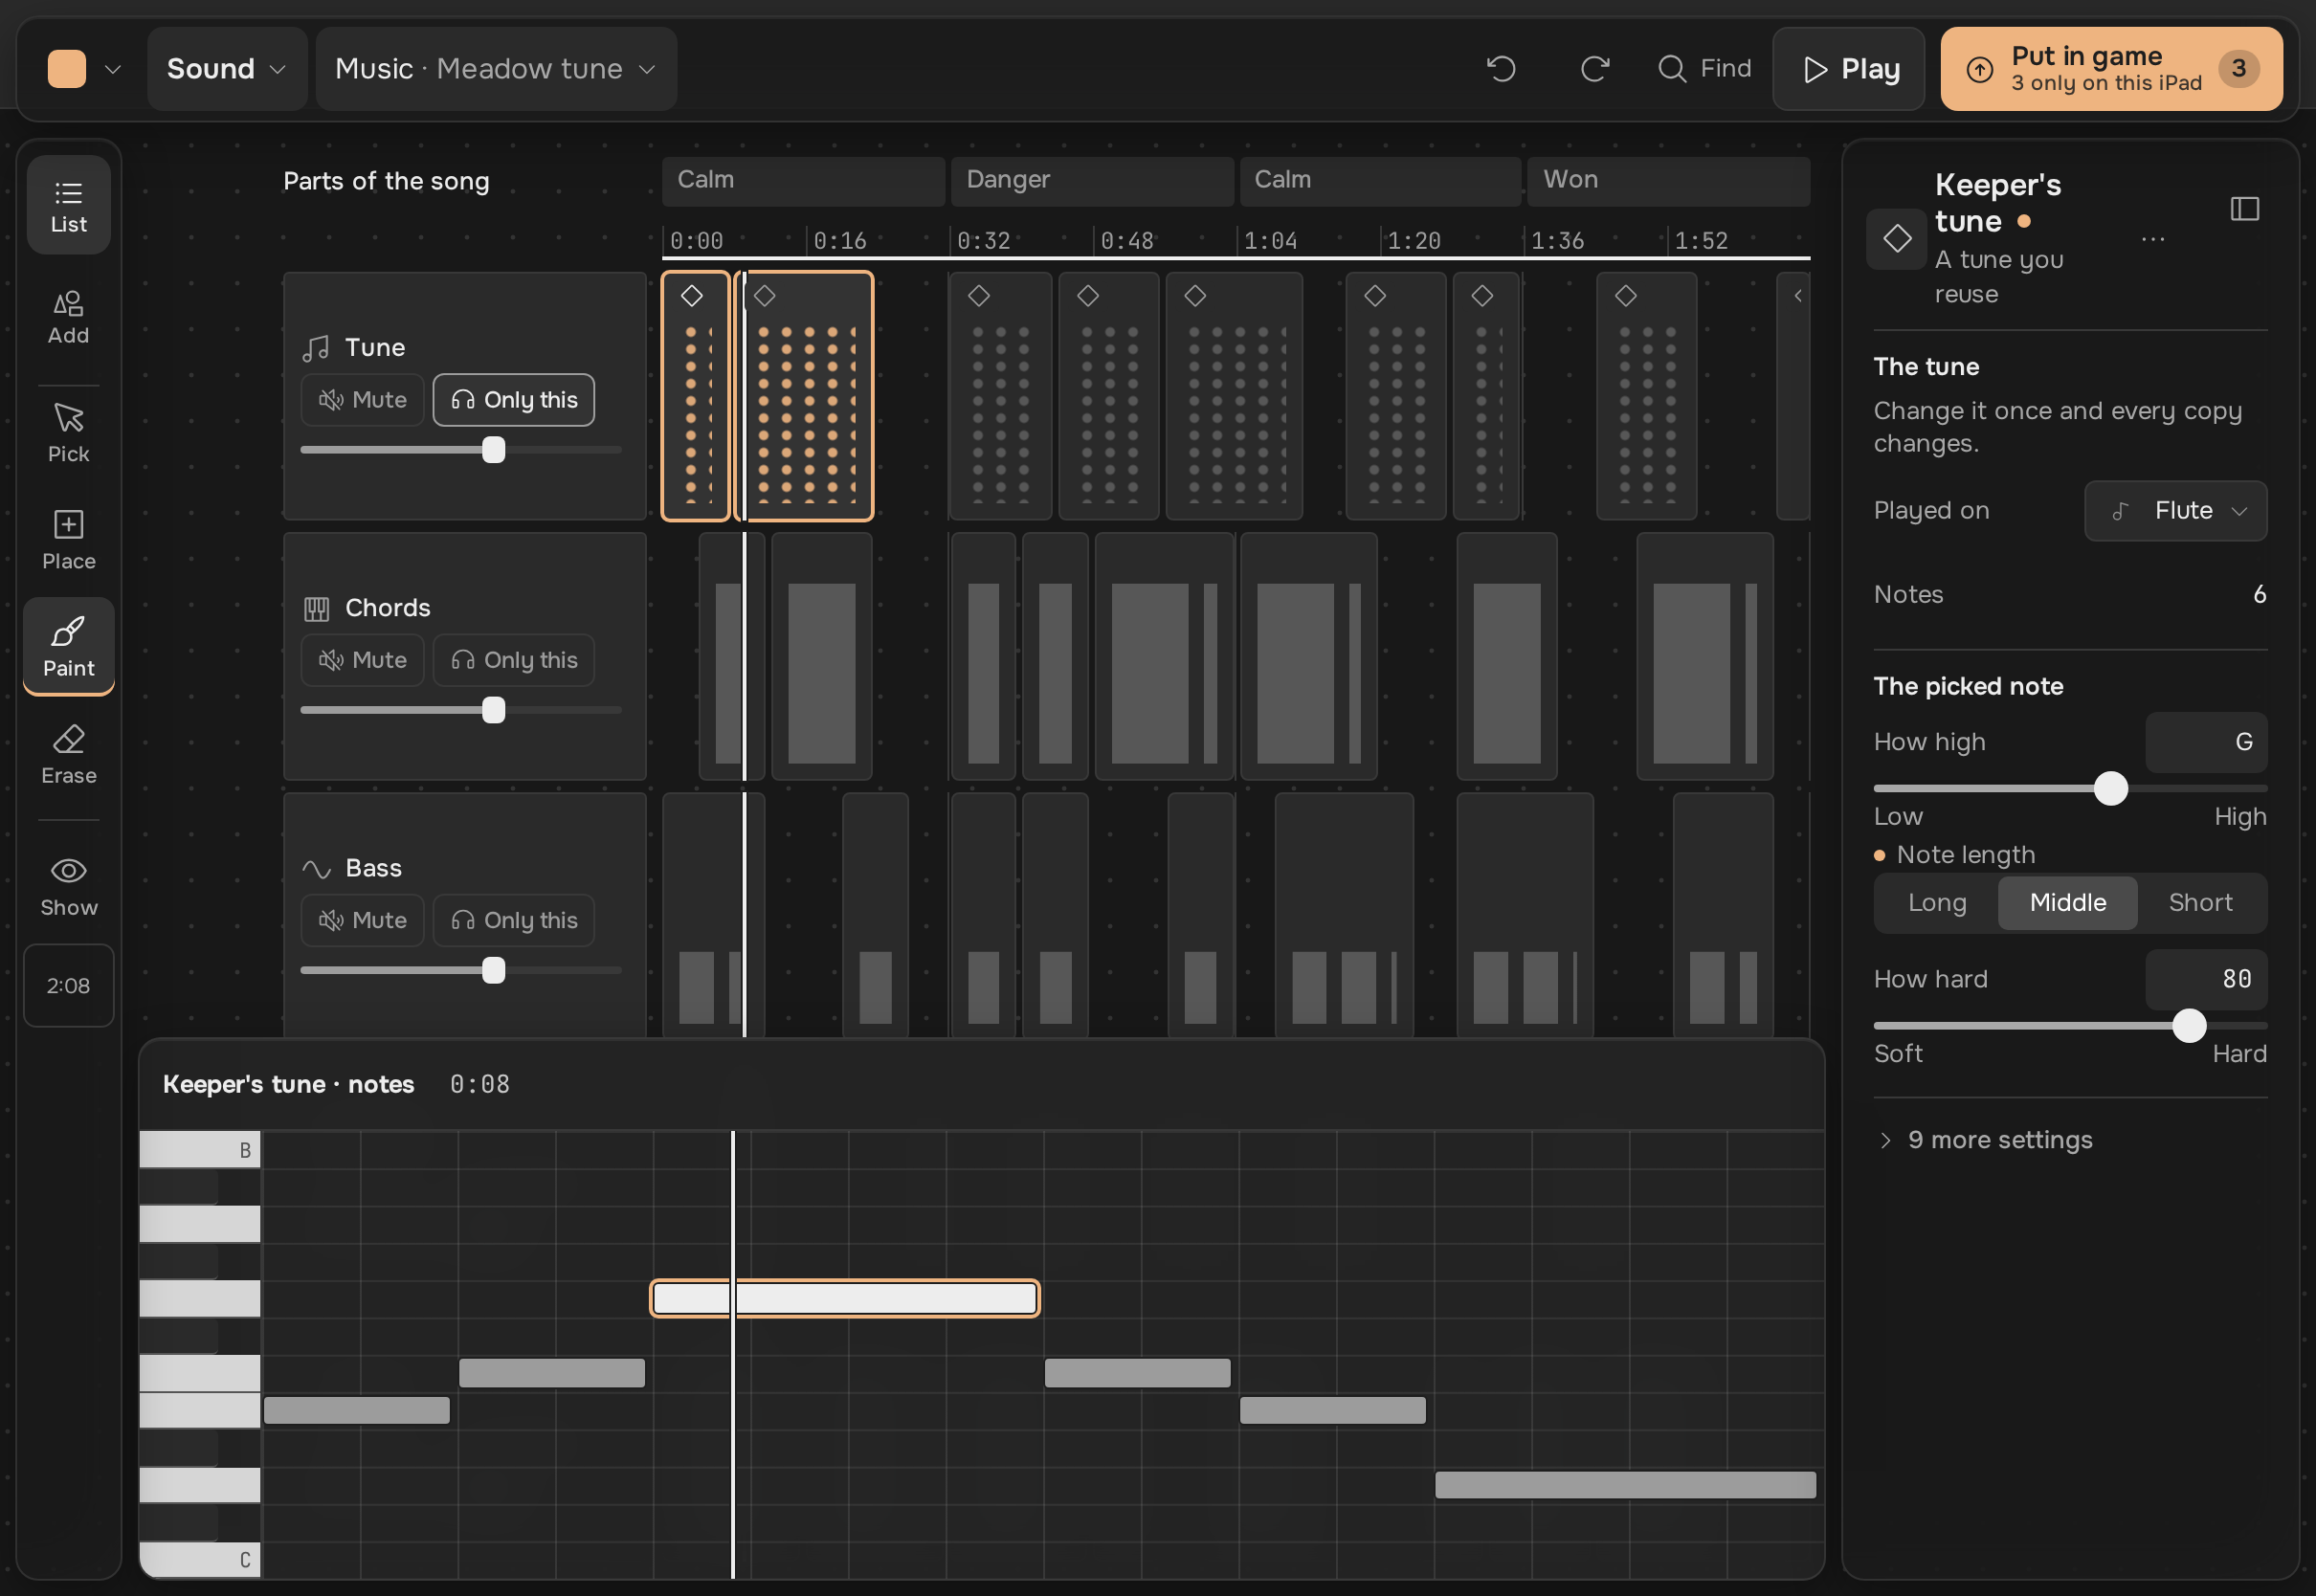 Sound
Music · Meadow tune
Find
Play
Put in game
3 only on this iPad
3
List
Add
Pick
Place
Paint
Erase
Show
2:08
Parts of the song
Calm
Danger
Calm
Won
0:00
0:16
0:32
0:48
1:04
1:20
1:36
1:52
Tune
Mute
Only this
Chords
Mute
Only this
Bass
Mute
Only this
Keeper's tune · notes
0:08
B
C
Keeper's
tune
A tune you
reuse
The tune
Change it once and every copy
changes.
Played on
Flute
Notes
6
The picked note
How high
G
Low
High
Note length
Long
Middle
Short
How hard
80
Soft
Hard
9 more settings